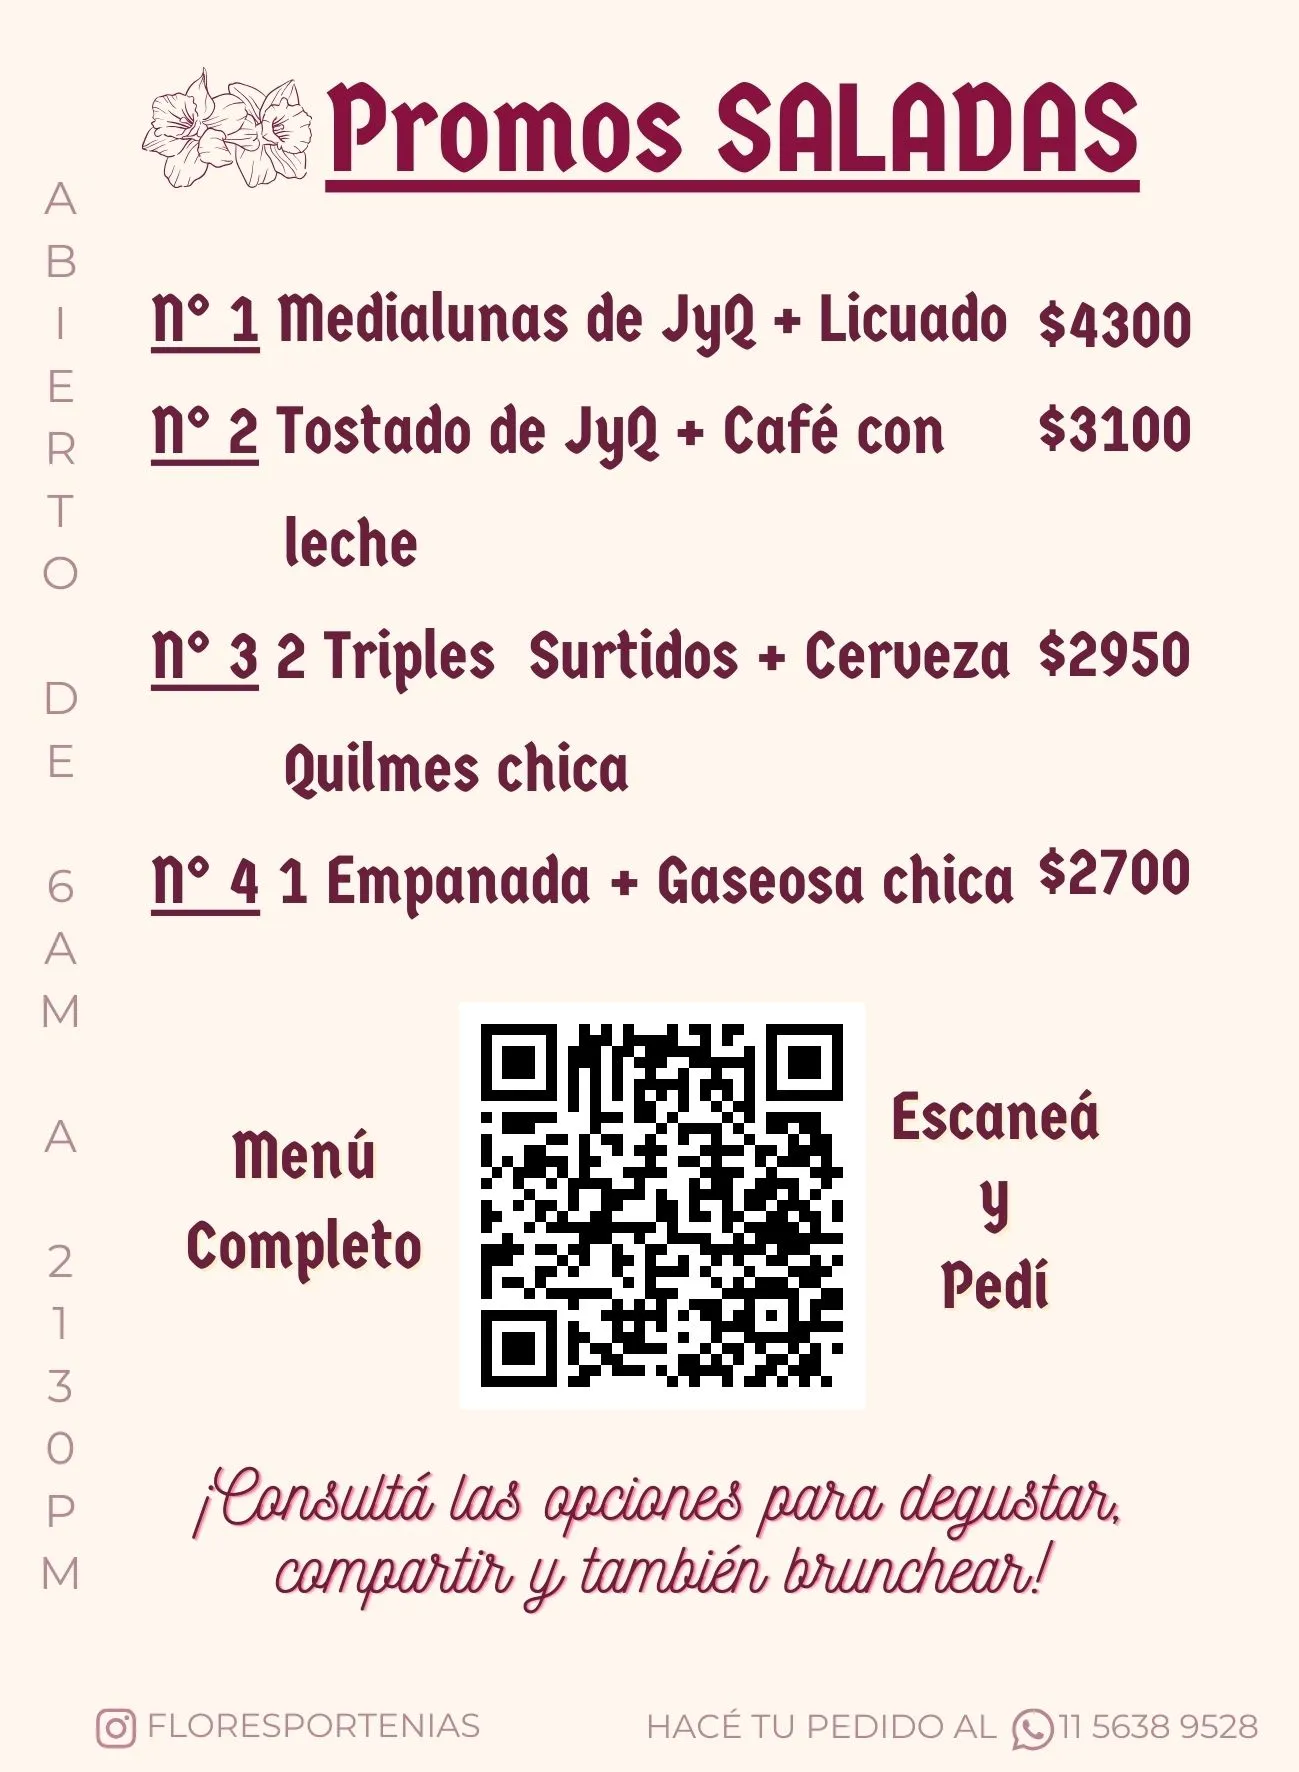 Promos SALADAS
N° 1 Medialunas de JyQ + Licuado $4300
N° 2 Tostado de JyQ + Café con $3100
leche
N° 3 2 Triples Surtidos + Cerveza $2950
Quilmes chica
N° 4 1 Empanada + Gaseosa chica $2700
ABIERTO DE 6AM A 2130PM
Menú
Completo
Escaneá
y
Pedí
¡Consultá las opciones para degustar,
compartir y también brunchear!
FLORESPORTENIAS
HACÉ TU PEDIDO AL 11 5638 9528